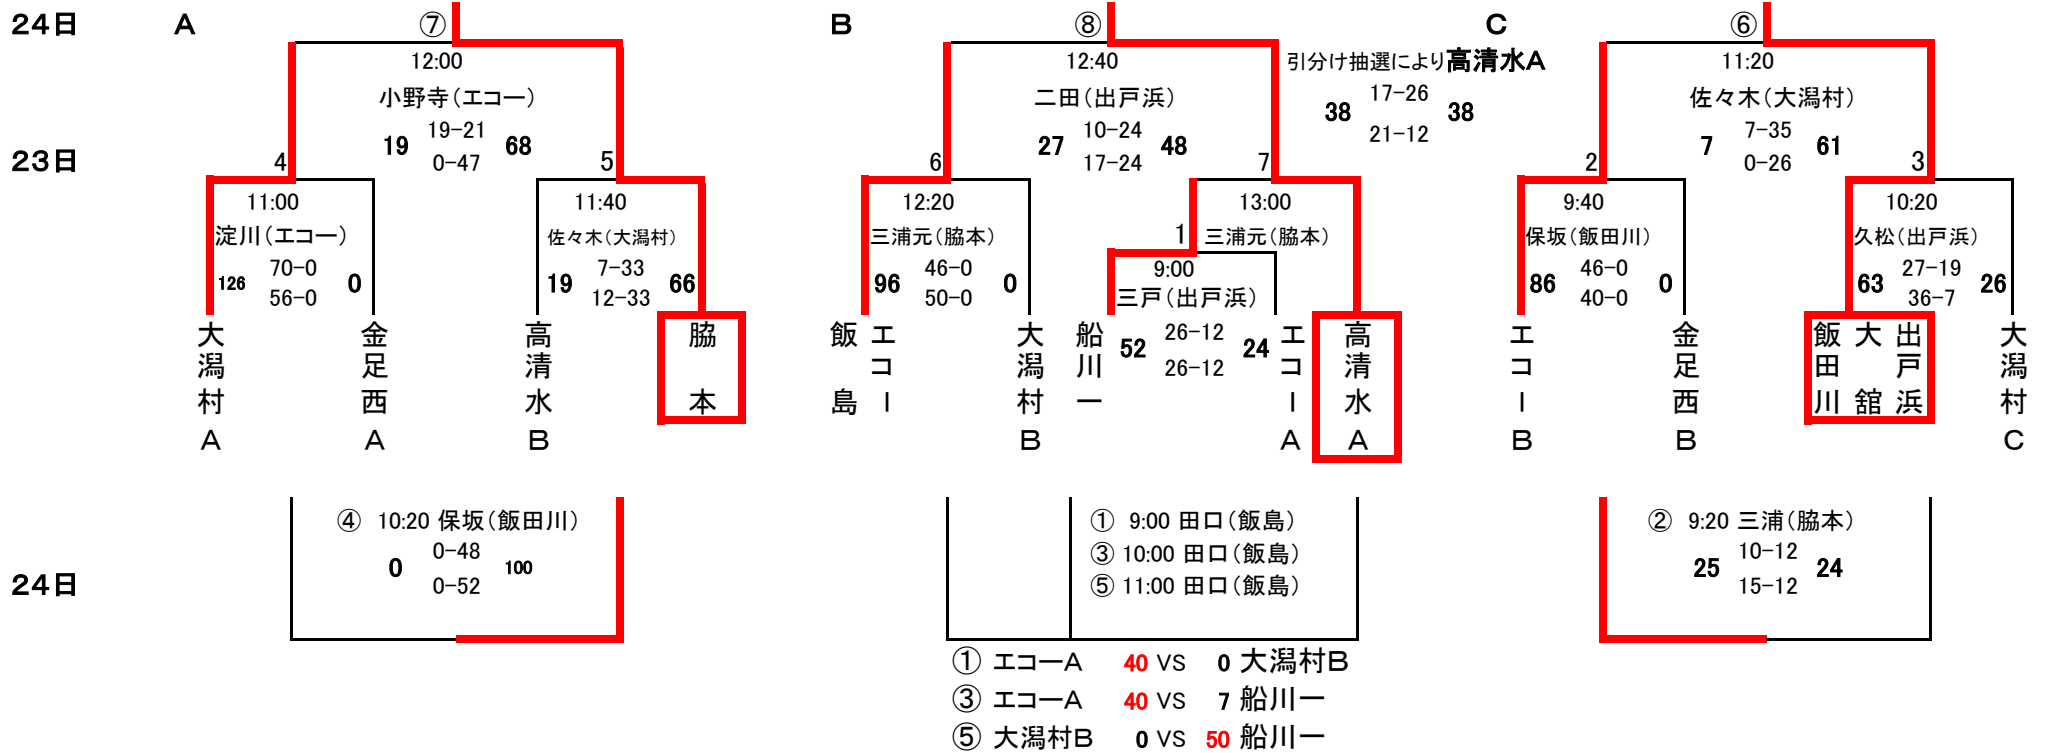 24日 A ⑦ B ⑧ C ⑥
12:00 12:40 引分け抽選により高清水A 11:20
小野寺（エコー） 二田（出戸浜） 17−26 佐々木（大潟村）
38 38
19−21 10−24 21−12 7−35
19 68 27 48 7 61
23日 4 0−47 5 6 17−24 7 2 0−26 3
11:00 11:40 12:20 13:00 9:40 10:20
淀川（エコー） 佐々木（大潟村） 三浦元（脇本） 1 三浦元（脇本） 保坂（飯田川） 久松（出戸浜）
70−0 7−33 46−0 9:00 46−0 27−19
126 0 19 66 96 0 86 0 63 26
56−0 12−33 50−0 三戸（出戸浜） 40−0 36−7
26−12
52 24
26−12
大潟村A
金足西A
高清水B
脇本
飯島
エコー
大潟村B
船川一
エコーA
高清水A
エコーB
金足西B
飯田川
大舘
出戸浜
大潟村C
④ 10:20 保坂（飯田川） ① 9:00 田口（飯島） ② 9:20 三浦（脇本）
0−48 ③ 10:00 田口（飯島） 10−12
0 100 25 24
24日 0−52 ⑤ 11:00 田口（飯島） 15−12
① エコーA 40 VS 0 大潟村B
③ エコーA 40 VS 7 船川一
⑤ 大潟村B 0 VS 50 船川一